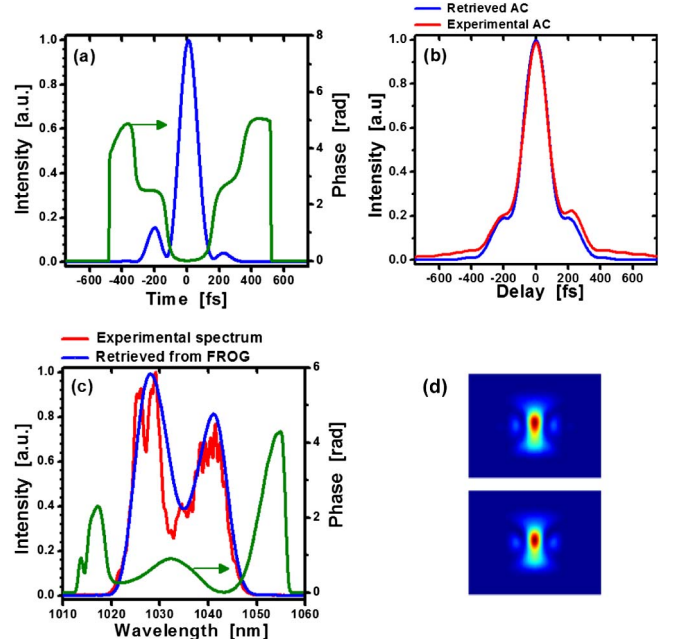 (a)
Intensity [a.u.]
1.0
0.8
0.6
0.4
0.2
0.0
8
6
4
2
0
Phase [rad]
-600 -400 -200 0 200 400 600
Time [fs]
Retrieved AC
Experimental AC
(b)
Intensity [a.u]
1.0
0.8
0.6
0.4
0.2
0.0
-600 -400 -200 0 200 400 600
Delay [fs]
Experimental spectrum
Retrieved from FROG
(c)
Intensity [a.u.]
1.0
0.8
0.6
0.4
0.2
0.0
6
4
2
0
Phase [rad]
1010 1020 1030 1040 1050 1060
Wavelength [nm]
(d)